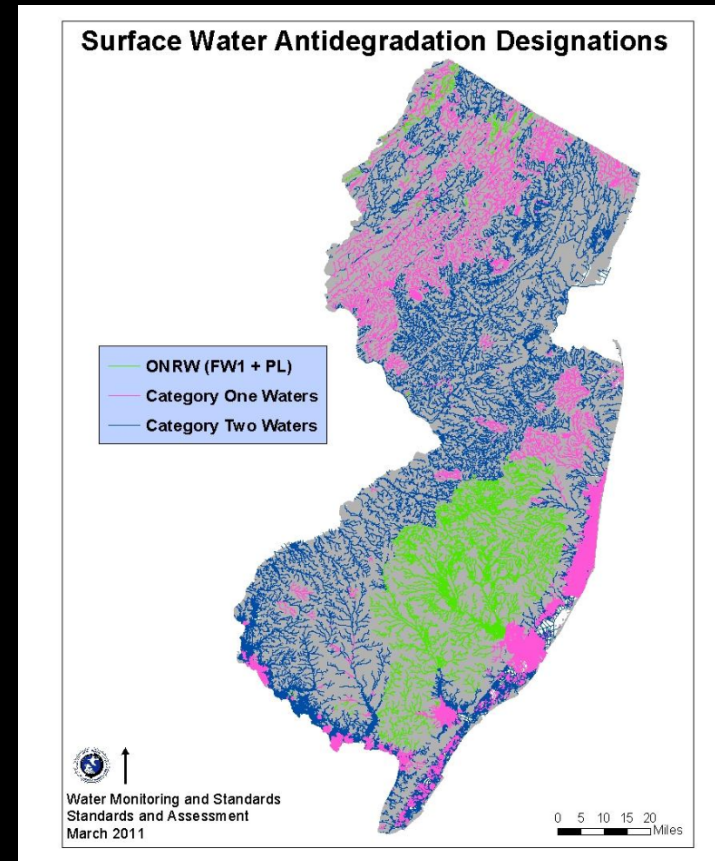 Surface Water Antidegradation Designations
ONRW (FW1 + PL)
Category One Waters
Category Two Waters
Water Monitoring and Standards
Standards and Assessment
March 2011
0 5 10 15 20
Miles